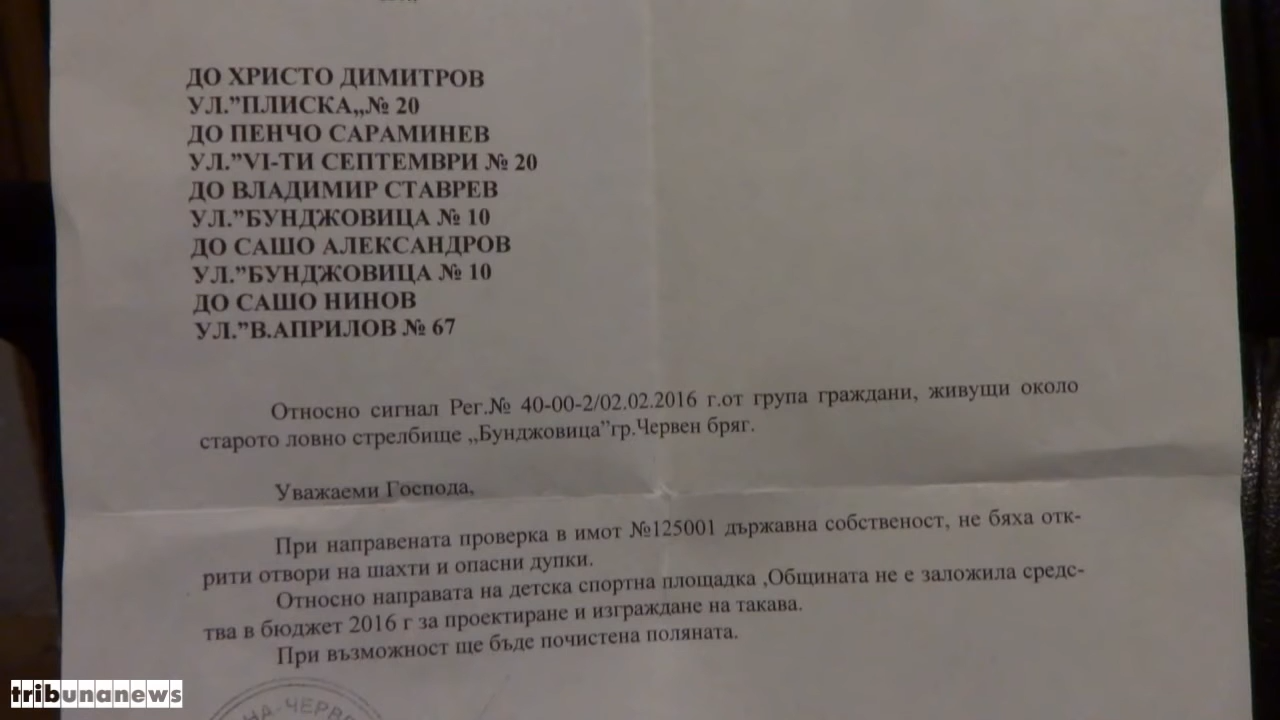 ДО ХРИСТО ДИМИТРОВ
УЛ.”ПЛИСКА„№ 20
ДО ПЕНЧО САРАМИНЕВ
УЛ.”VI-ТИ СЕПТЕМВРИ № 20
ДО ВЛАДИМИР СТАВРЕВ
УЛ.”БУНДЖОВИЦА № 10
ДО САШО АЛЕКСАНДРОВ
УЛ.”БУНДЖОВИЦА № 10
ДО САШО НИНОВ
УЛ.”В.АПРИЛОВ № 67
Относно сигнал Рег.№ 40-00-2/02.02.2016 г.от група граждани, живущи около
старото ловно стрелбище „Бунджовица”гр.Червен бряг.
Уважаеми Господа,
При направената проверка в имот №125001 държавна собственост, не бяха отк-
рити отвори на шахти и опасни дупки.
Относно направата на детска спортна площадка ,Общината не е заложила средс-
тва в бюджет 2016 г за проектиране и изграждане на такава.
При възможност ще бъде почистена поляната.
tribunanews